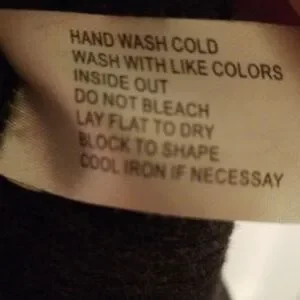 HAND WASH COLD
WASH WITH LIKE COLORS
INSIDE OUT
DO NOT BLEACH
LAY FLAT TO DRY
BLOCK TO SHAPE
COOL IRON IF NECESSAY